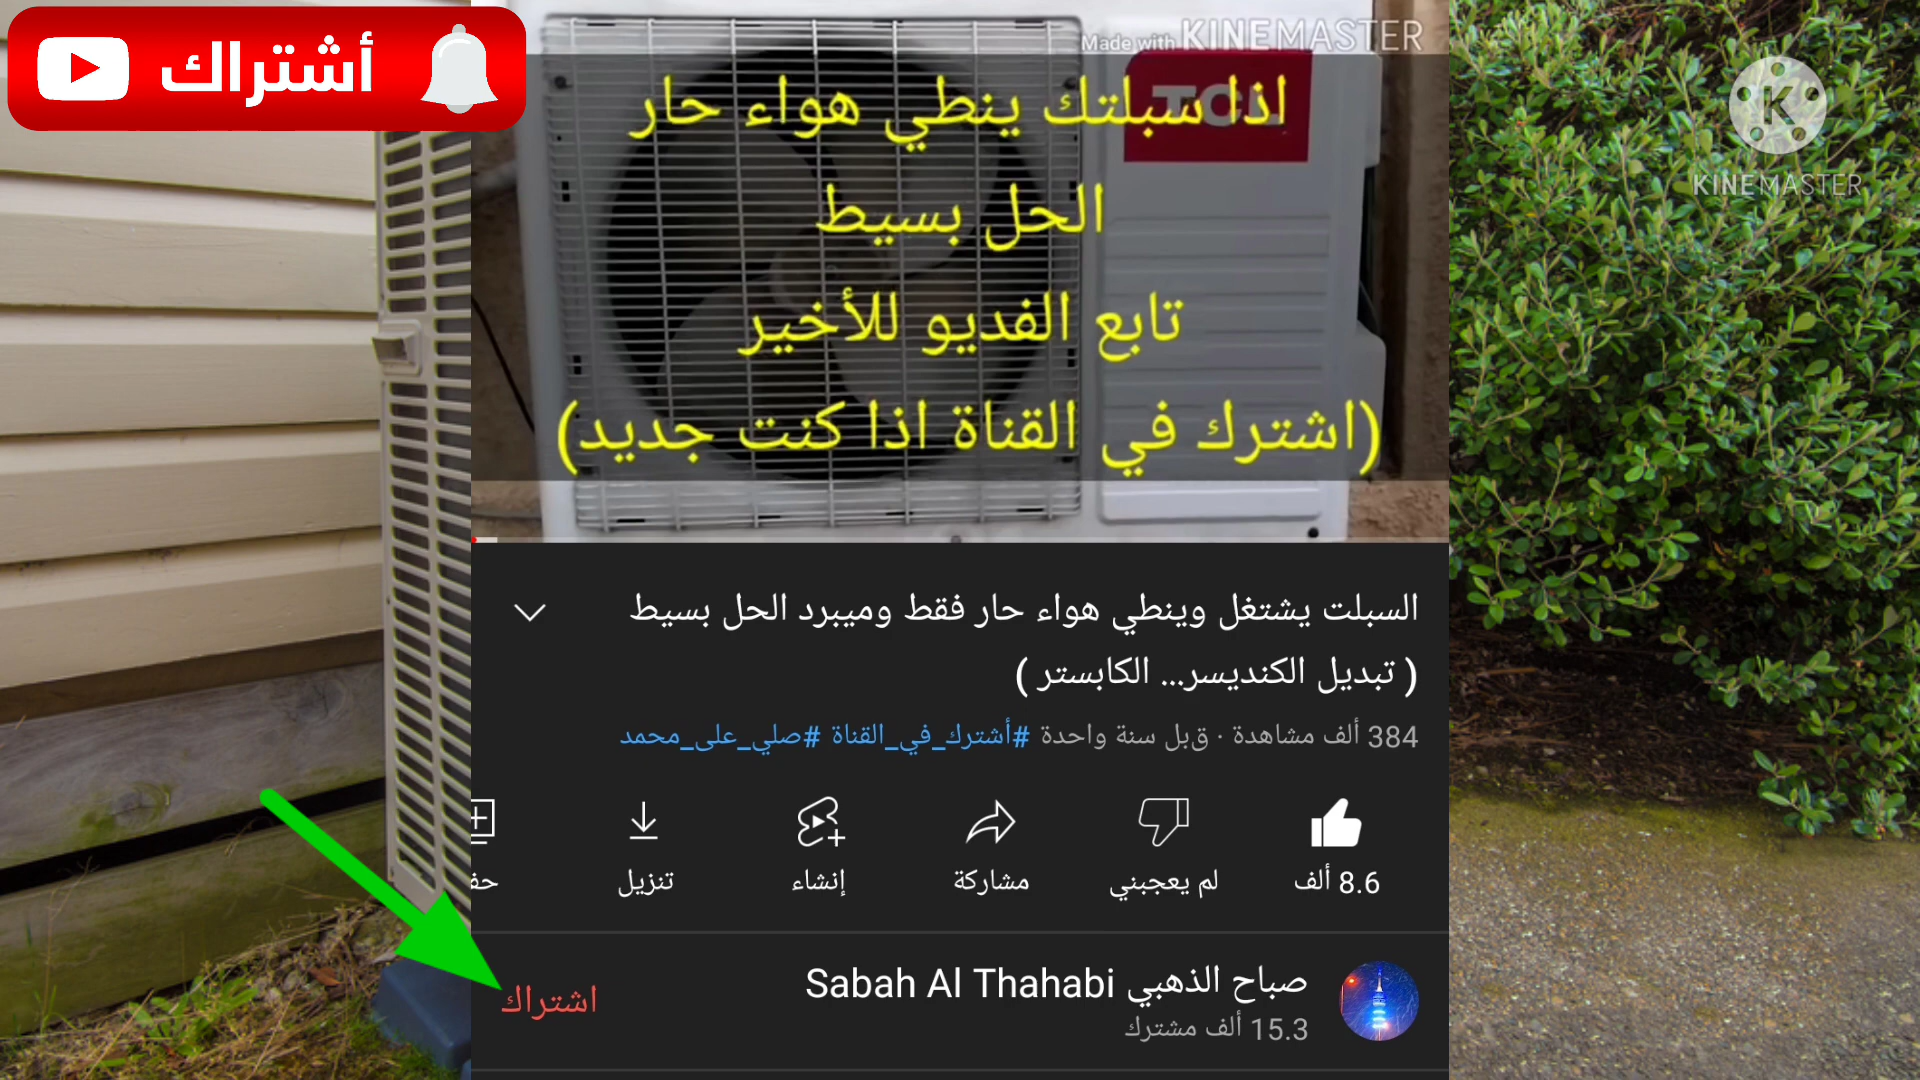 أشتراك
Made with KINEMASTER
TCL
اذا سبلتك ينطي هواء حار
الحل بسيط
تابع الفديو للأخير
(اشترك في القناة اذا كنت جديد)
KINEMASTER
السبلت يشتغل وينطي هواء حار فقط وميبرد الحل بسيط
( تبديل الكنديسر... الكابستر )
384 ألف مشاهدة · قبل سنة واحدة #أشترك_في_القناة #صلي_على_محمد
8.6 ألف
لم يعجبني
مشاركة
إنشاء
تنزيل
حف
صباح الذهبي Sabah Al Thahabi
15.3 ألف مشترك
اشتراك